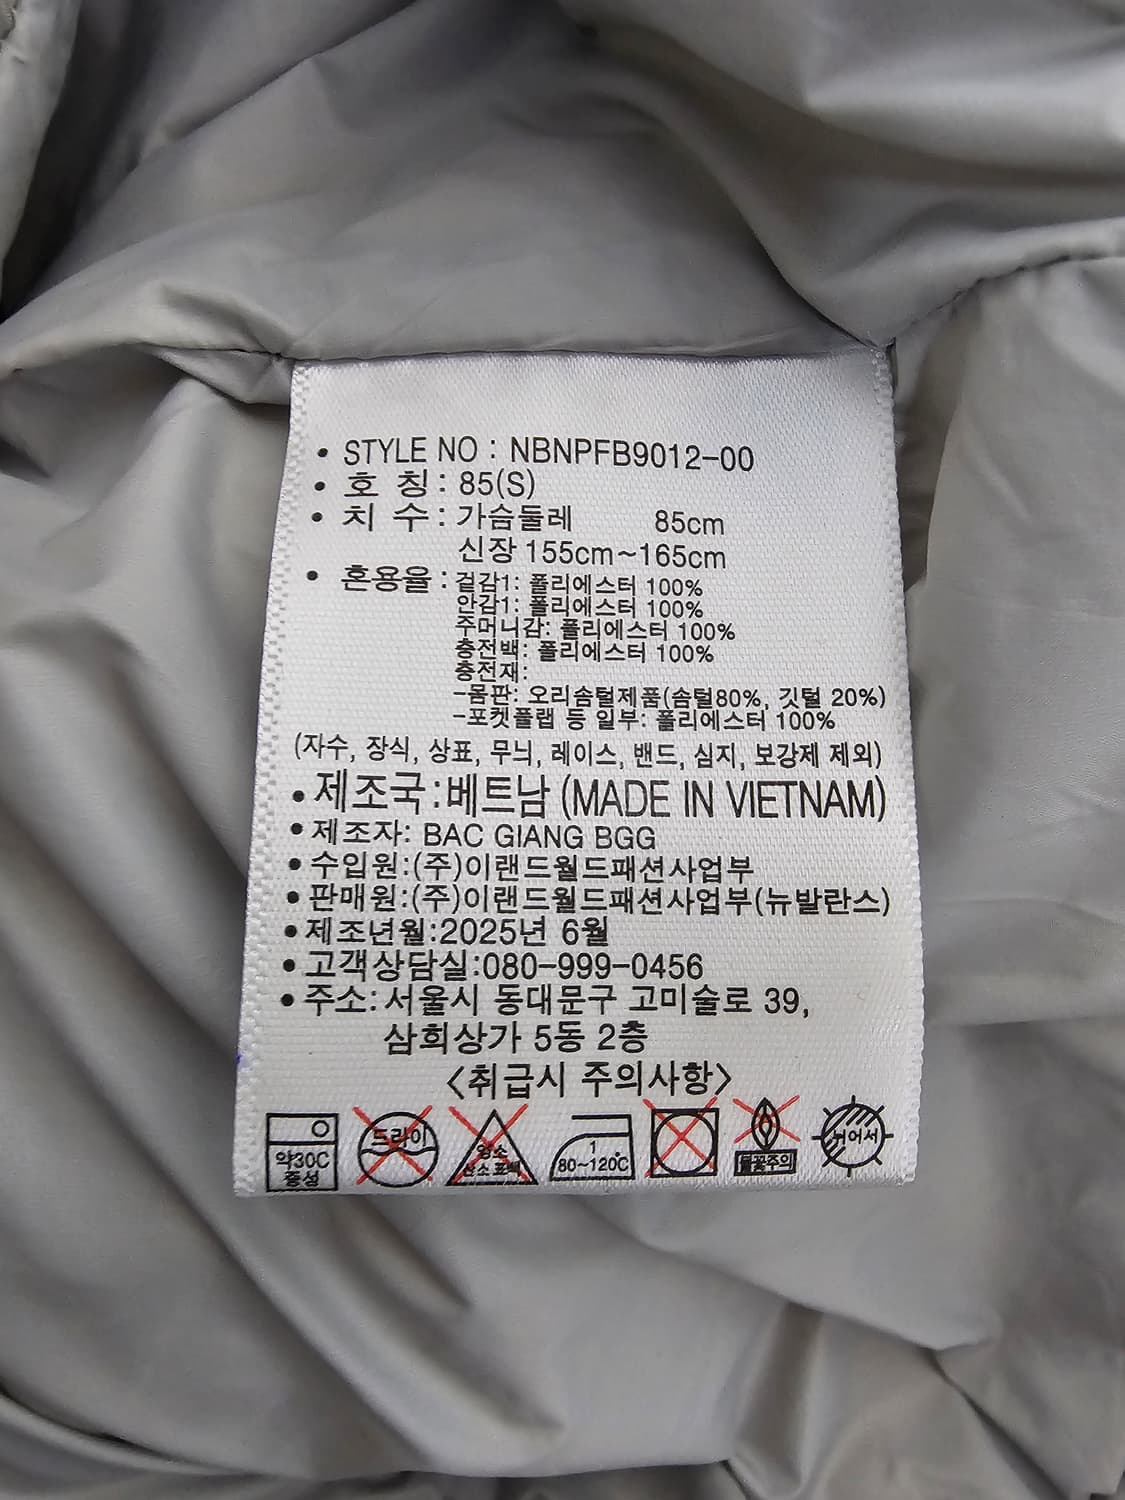 • STYLE NO : NBNPFB9012-00
• 호 칭 : 85(S)
• 치 수 : 가슴둘레 85cm
신장 155cm~165cm
• 혼용율 : 겉감1: 폴리에스터 100%
안감1: 폴리에스터 100%
주머니감: 폴리에스터 100%
충전백: 폴리에스터 100%
충전재:
-몸판: 오리솜털제품(솜털80%, 깃털 20%)
-포켓플랩 등 일부: 폴리에스터 100%
(자수, 장식, 상표, 무늬, 레이스, 밴드, 심지, 보강제 제외)
• 제조국:베트남 (MADE IN VIETNAM)
• 제조자: BAC GIANG BGG
• 수입원:(주)이랜드월드패션사업부
• 판매원:(주)이랜드월드패션사업부(뉴발란스)
• 제조년월:2025년 6월
• 고객상담실:080-999-0456
• 주소: 서울시 동대문구 고미술로 39,
삼희상가 5동 2층
<취급시 주의사항>
약30℃ 중성
드라이
염소 산소표백
1 80~120℃
불꽃주의
뉘어서